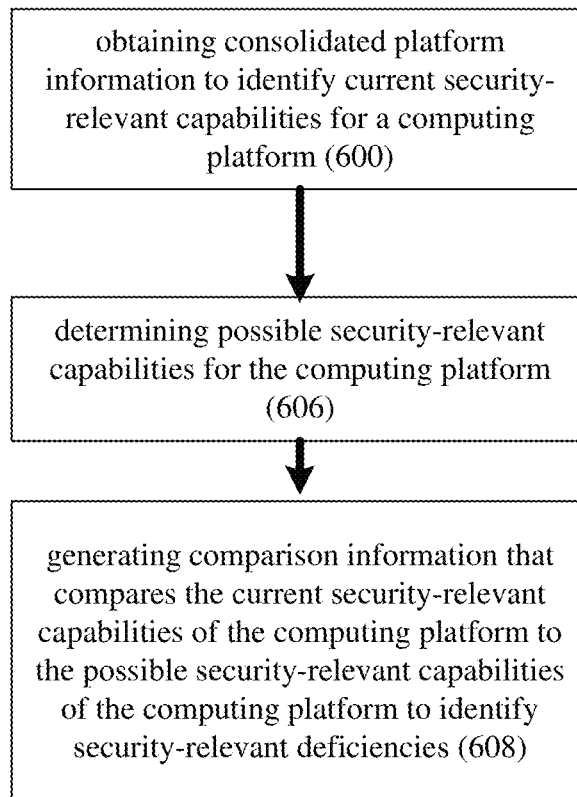 obtaining consolidated platform
information to identify current security-
relevant capabilities for a computing
platform (600)
determining possible security-relevant
capabilities for the computing platform
(606)
generating comparison information that
compares the current security-relevant
capabilities of the computing platform to
the possible security-relevant capabilities
of the computing platform to identify
security-relevant deficiencies (608)